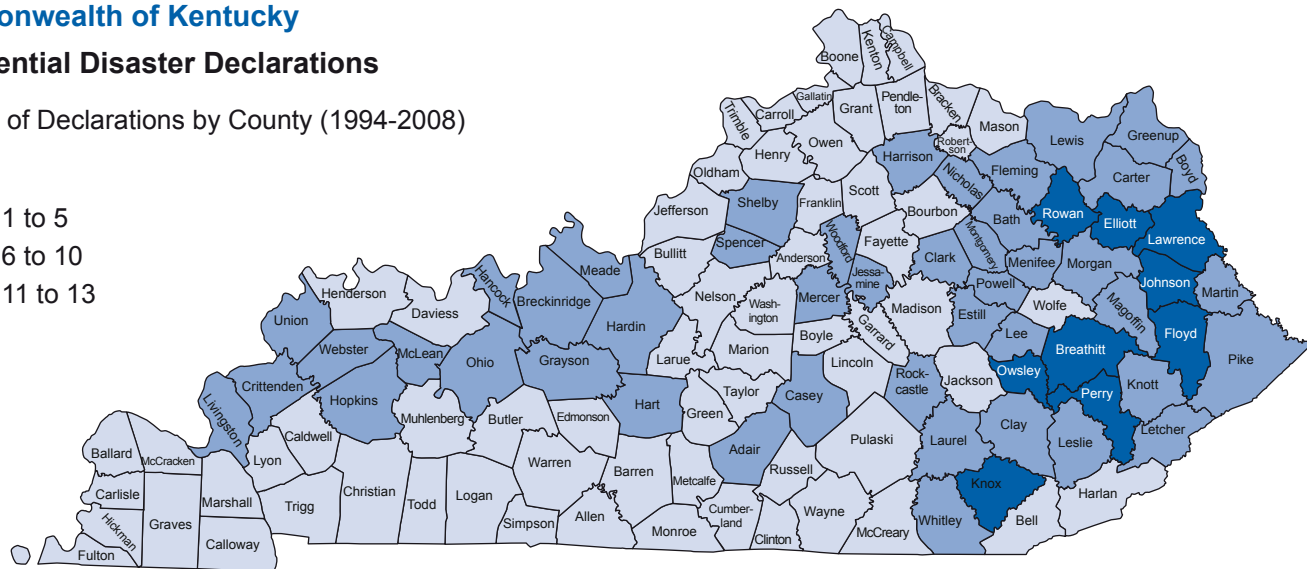 onwealth of Kentucky
ential Disaster Declarations
of Declarations by County (1994-2008)
1 to 5
6 to 10
11 to 13
Boone
Kenton
Campbell
Gallatin
Carroll
Trimble
Grant
Pendle-
ton
Bracken
Mason
Robert-
son
Lewis
Greenup
Boyd
Carter
Fleming
Nicholas
Harrison
Owen
Henry
Oldham
Shelby
Franklin
Scott
Bourbon
Bath
Rowan
Elliott
Lawrence
Jefferson
Spencer
Bullitt
Anderson
Woodford
Fayette
Clark
Montgomey
Menifee
Morgan
Johnson
Martin
Magoffin
Floyd
Pike
Jessa-
mine
Powell
Wolfe
Estill
Lee
Breathitt
Knott
Madison
Garrard
Mercer
Boyle
Wash-
ington
Nelson
Marion
Larue
Hardin
Meade
Breckinridge
Hancock
Daviess
Henderson
Union
Webster
McLean
Ohio
Grayson
Hart
Green
Taylor
Casey
Lincoln
Rock-
castle
Jackson
Owsley
Perry
Letcher
Leslie
Clay
Laurel
Pulaski
Adair
Russell
Metcalfe
Barren
Edmonson
Butler
Warren
Muhlenberg
Hopkins
Crittenden
Livingston
Caldwell
Lyon
Christian
Todd
Logan
Simpson
Allen
Monroe
Cumber-
land
Clinton
Wayne
McCreary
Whitley
Knox
Bell
Harlan
Trigg
Marshall
Calloway
Graves
McCracken
Ballard
Carlisle
Hickman
Fulton